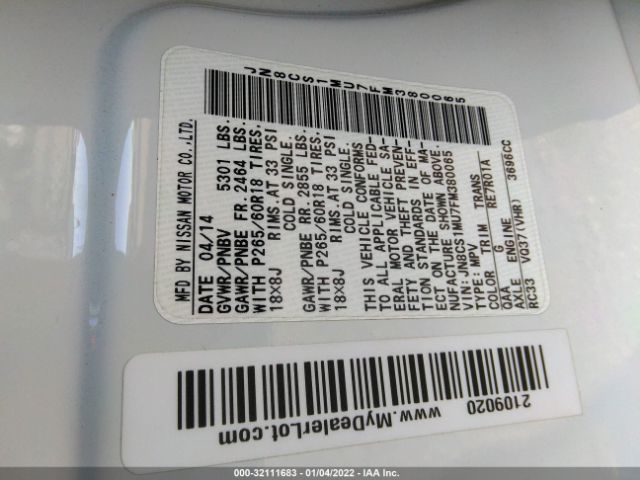 JN8CS1MU7FM380065
MFD BY NISSAN MOTOR CO.,LTD.
DATE 04/14
GVWR/PNBV 5301 LBS.
GAWR/PNBE FR. 2464 LBS.
WITH P265/60R18 TIRES.
18X8J RIMS.AT 33 PSI
COLD SINGLE.
GAWR/PNBE RR. 2855 LBS.
WITH P265/60R18 TIRES.
18X8J RIMS.AT 33 PSI
COLD SINGLE.
THIS VEHICLE CONFORMS
TO ALL APPLICABLE FED-
ERAL MOTOR VEHICLE SA-
FETY AND THEFT PREVEN-
TION STANDARDS IN EFF-
ECT ON THE DATE OF MA-
NUFACTURE SHOWN ABOVE.
VIN:JN8CS1MU7FM380065
TYPE: MPV
COLOR TRIM TRANS
QAA G RE7R01A
AXLE ENGINE
RC33 VQ37(VHR) 3696CC
2109020
www.MyDealerLot.com
000-32111683 - 01/04/2022 - IAA Inc.